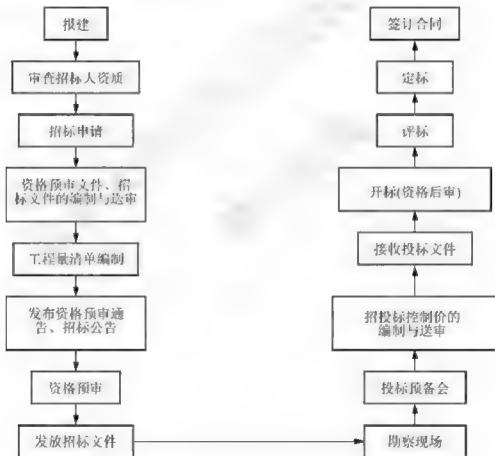 报建
审查招标人资质
招标申请
资格预审文件、招
标文件的编制与送审
工程量清单编制
发布资格预审通
告、招标公告
资格预审
发放招标文件
勘察现场
投标预备会
招投标控制价的
编制与送审
接收投标文件
开标(资格后审)
评标
定标
签订合同